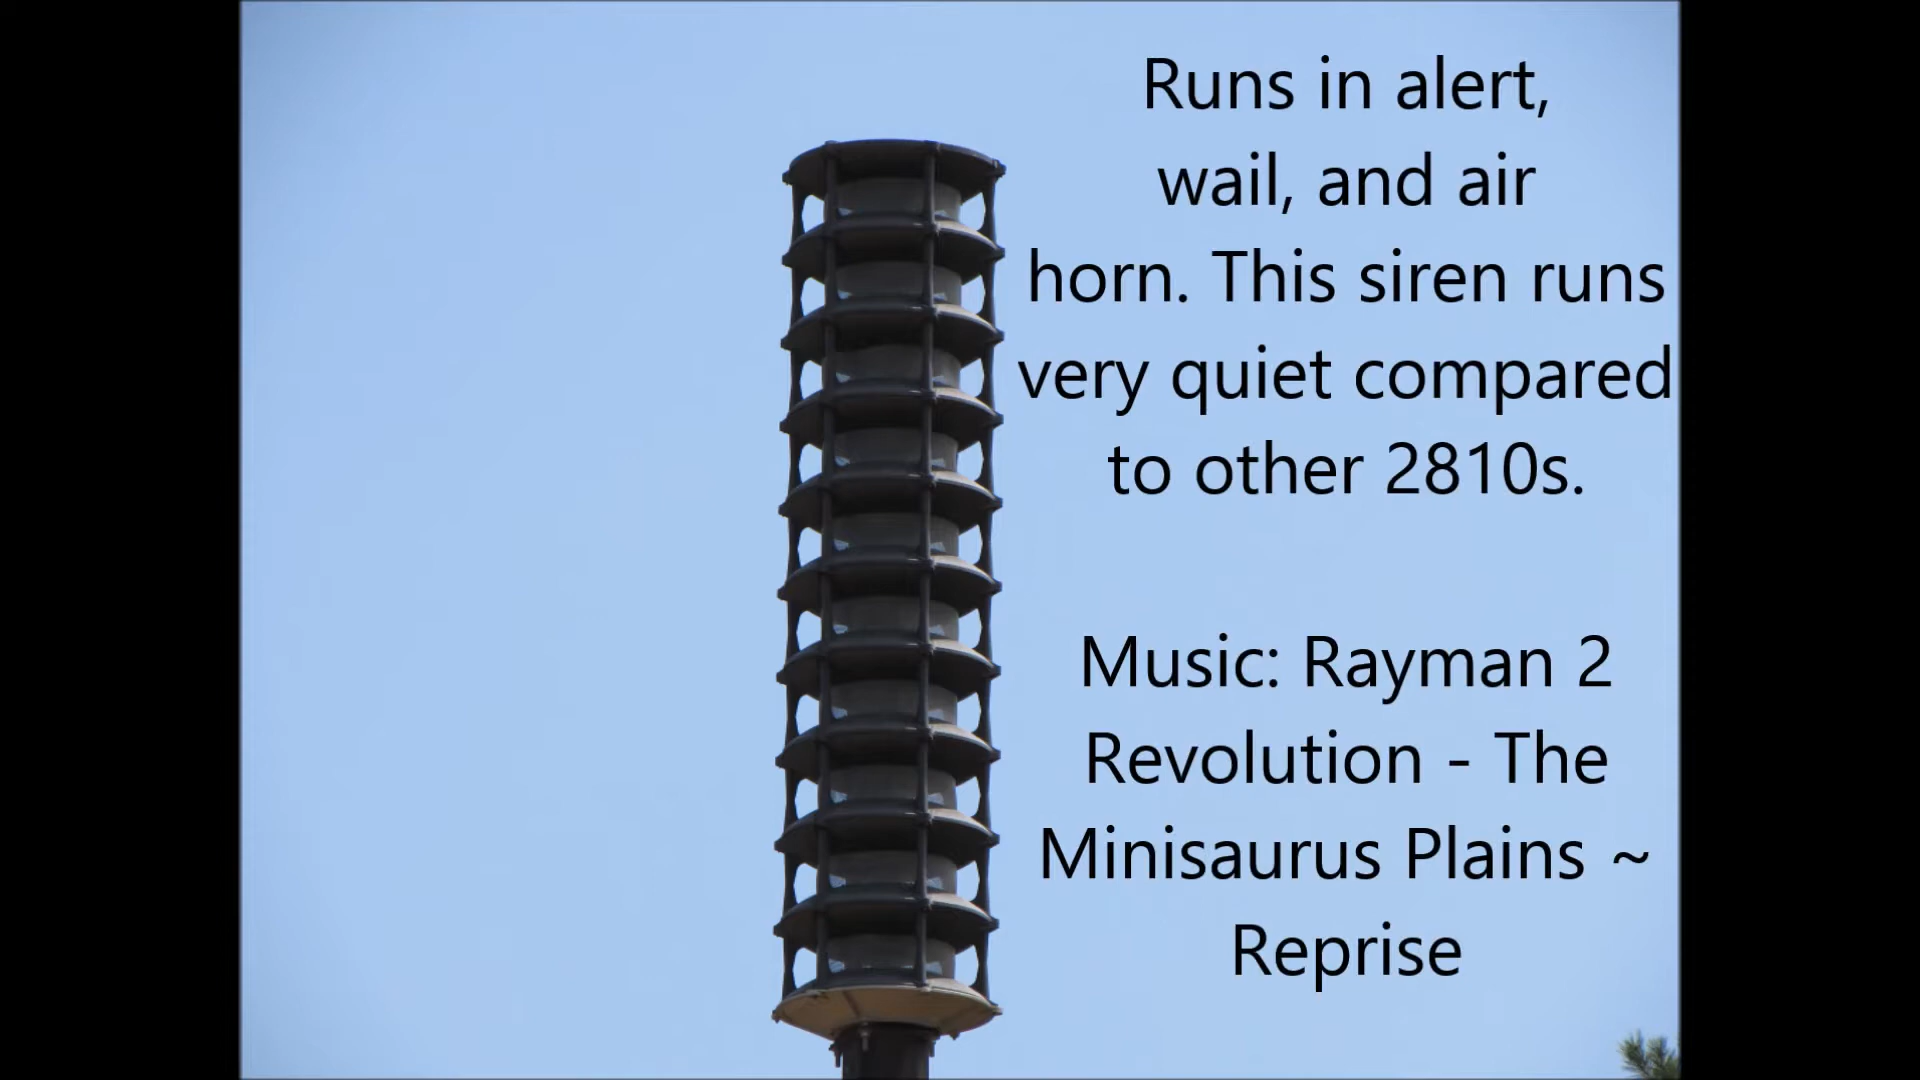 Runs in alert,
wail, and air
horn. This siren runs
very quiet compared
to other 2810s.
Music: Rayman 2
Revolution - The
Minisaurus Plains ~
Reprise